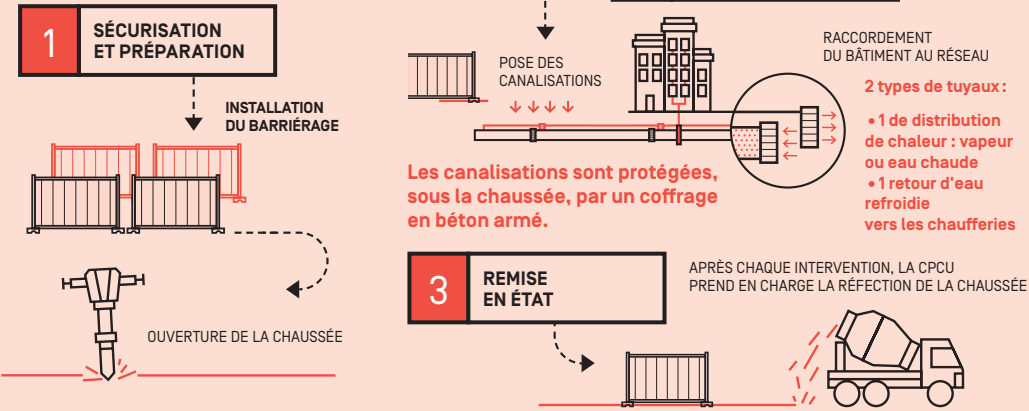 1
SÉCURISATION
ET PRÉPARATION
INSTALLATION
DU BARRIÉRAGE
OUVERTURE DE LA CHAUSSÉE
POSE DES
CANALISATIONS
RACCORDEMENT
DU BÂTIMENT AU RÉSEAU
2 types de tuyaux :
• 1 de distribution
de chaleur : vapeur
ou eau chaude
• 1 retour d'eau
refroidie
vers les chaufferies
Les canalisations sont protégées,
sous la chaussée, par un coffrage
en béton armé.
3
REMISE
EN ÉTAT
APRÈS CHAQUE INTERVENTION, LA CPCU
PREND EN CHARGE LA RÉFECTION DE LA CHAUSSÉE